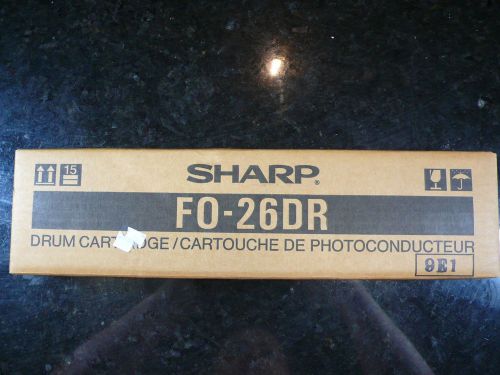 15
SHARP®
FO-26DR
DRUM /CARTOUCHE DE PHOTOCONDUCTEUR
9E1